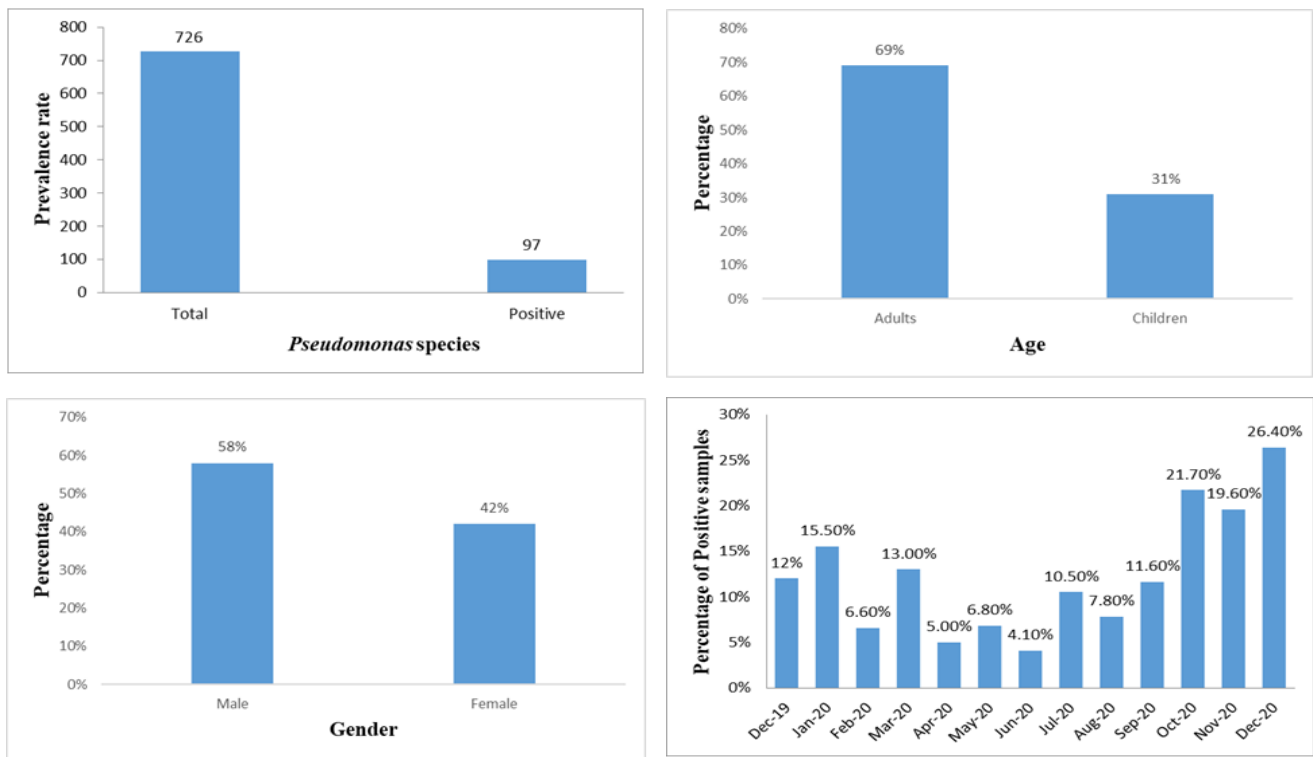 800
700
600
500
400
300
200
100
0
Prevalence rate
726
97
Total
Positive
Pseudomonas species
80%
70%
60%
50%
40%
30%
20%
10%
0%
Percentage
69%
31%
Adults
Children
Age
70%
60%
50%
40%
30%
20%
10%
0%
Percentage
58%
42%
Male
Female
Gender
30%
25%
20%
15%
10%
5%
0%
Percentage of Positive samples
12%
15.50%
6.60%
13.00%
5.00%
6.80%
4.10%
10.50%
7.80%
11.60%
21.70%
19.60%
26.40%
Dec-19
Jan-20
Feb-20
Mar-20
Apr-20
May-20
Jun-20
Jul-20
Aug-20
Sep-20
Oct-20
Nov-20
Dec-20